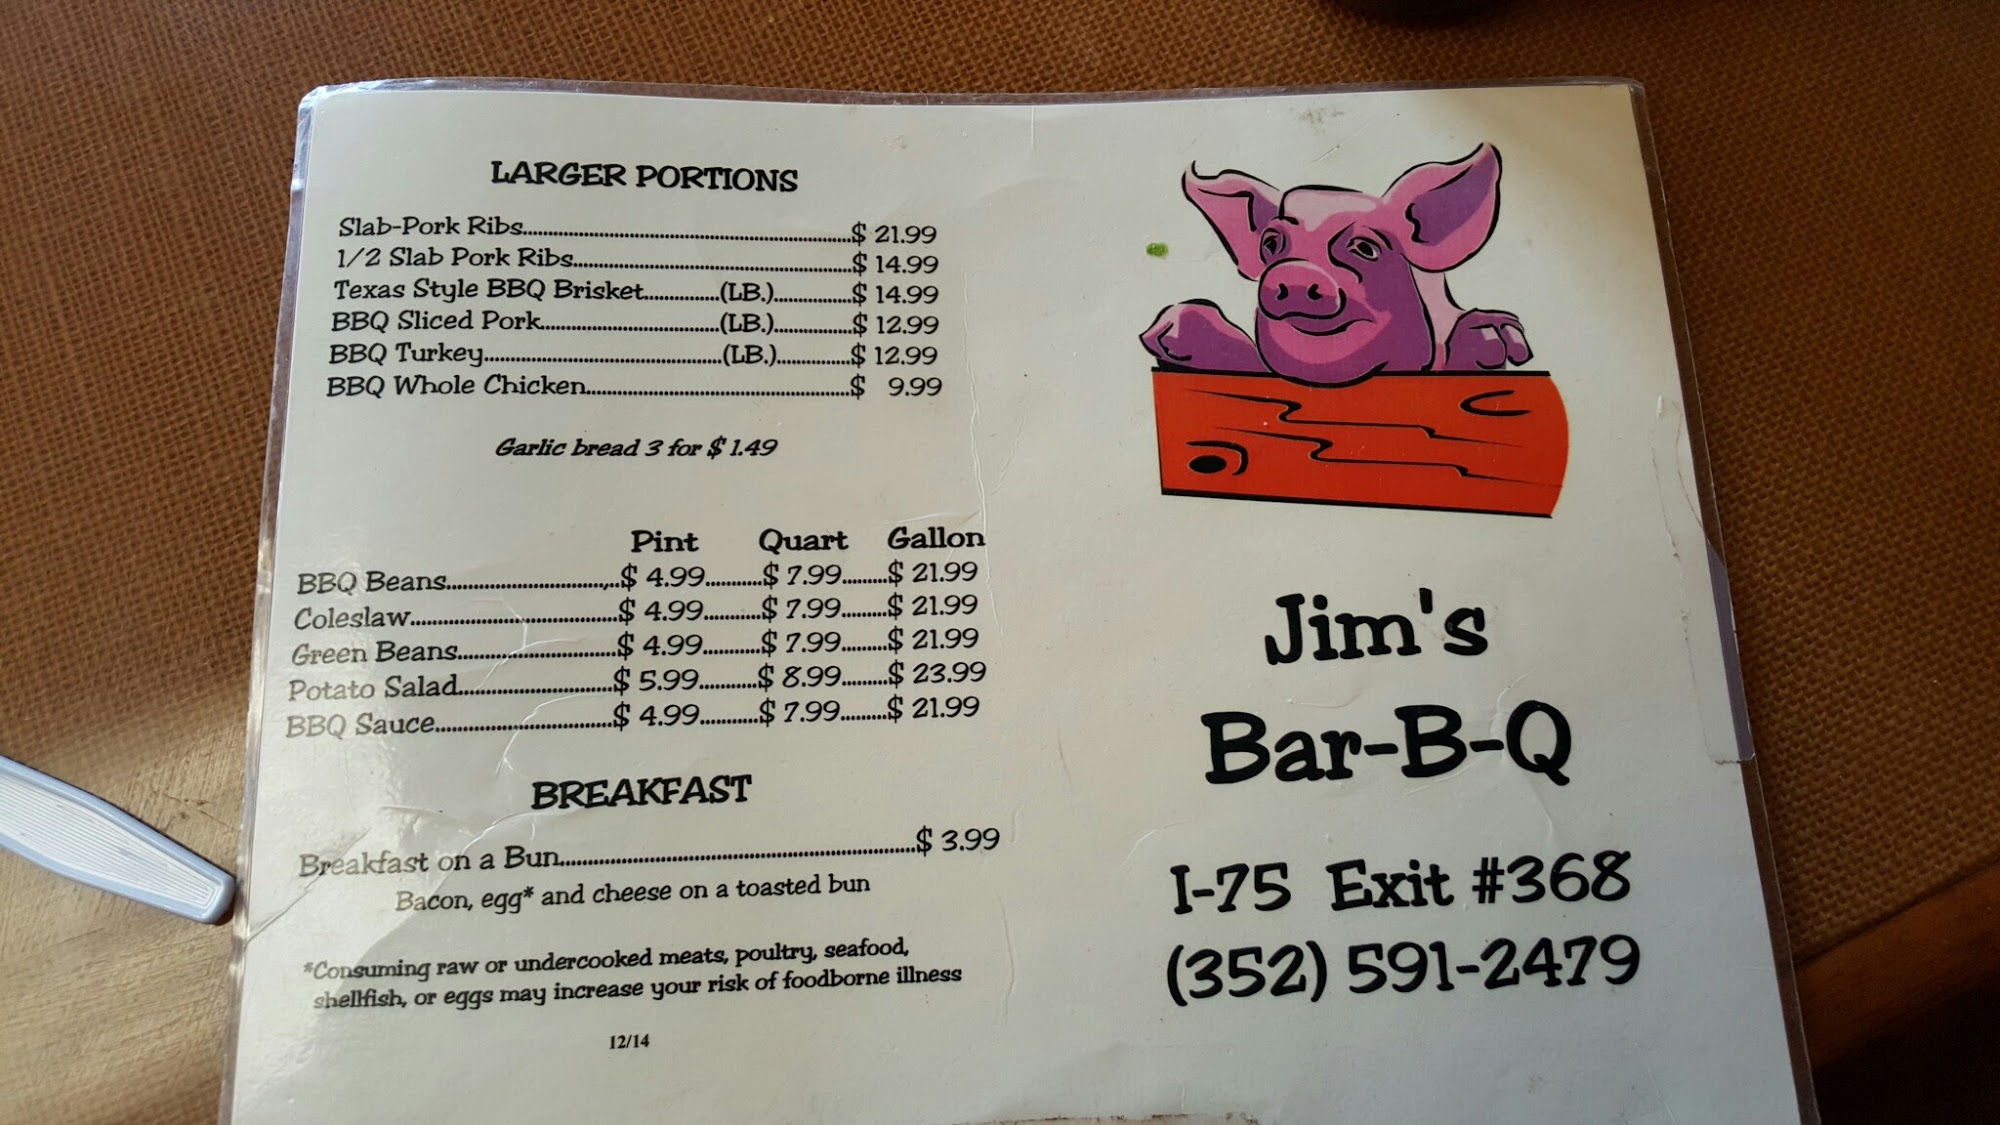 LARGER PORTIONS
Slab-Pork Ribs....................$ 21.99
1/2 Slab Pork Ribs....................$ 14.99
Texas Style BBQ Brisket...............(LB.)...............$ 14.99
BBQ Sliced Pork....................(LB.)...............$ 12.99
BBQ Turkey....................(LB.)...............$ 12.99
BBQ Whole Chicken....................$ 9.99
Garlic bread 3 for $ 1.49
Pint Quart Gallon
BBQ Beans....................$ 4.99...........$ 7.99.........$ 21.99
Coleslaw....................$ 4.99...........$ 7.99.........$ 21.99
Green Beans....................$ 4.99...........$ 7.99.........$ 21.99
Potato Salad....................$ 5.99...........$ 8.99.........$ 23.99
BBQ Sauce....................$ 4.99...........$ 7.99.........$ 21.99
BREAKFAST
Breakfast on a Bun....................$ 3.99
Bacon, egg* and cheese on a toasted bun
*Consuming raw or undercooked meats, poultry, seafood,
shellfish, or eggs may increase your risk of foodborne illness
12/14
Jim's
Bar-B-Q
I-75 Exit #368
(352) 591-2479